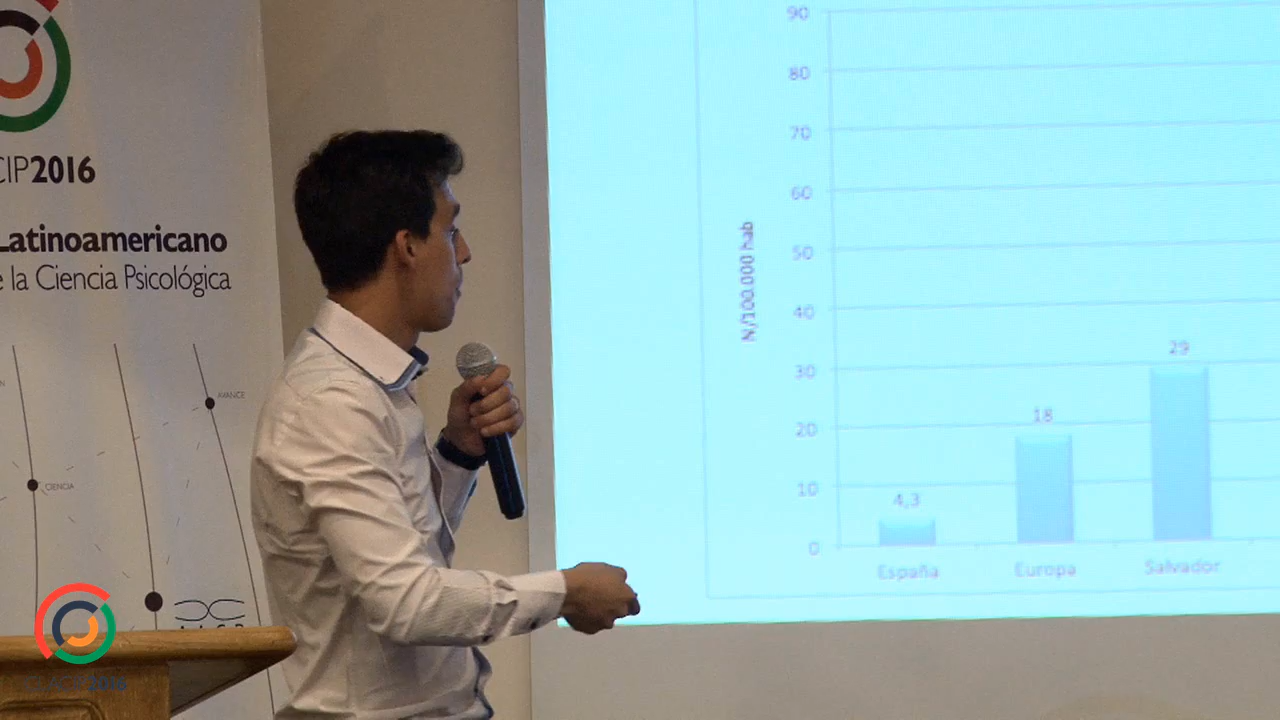 CIP2016
Latinoamericano
e la Ciencia Psicológica
AVANCE
CIENCIA
CLACIP2016
90
80
70
60
50
40
30
20
10
0
N/100.000 hab
4,3
18
29
España
Europa
Salvador